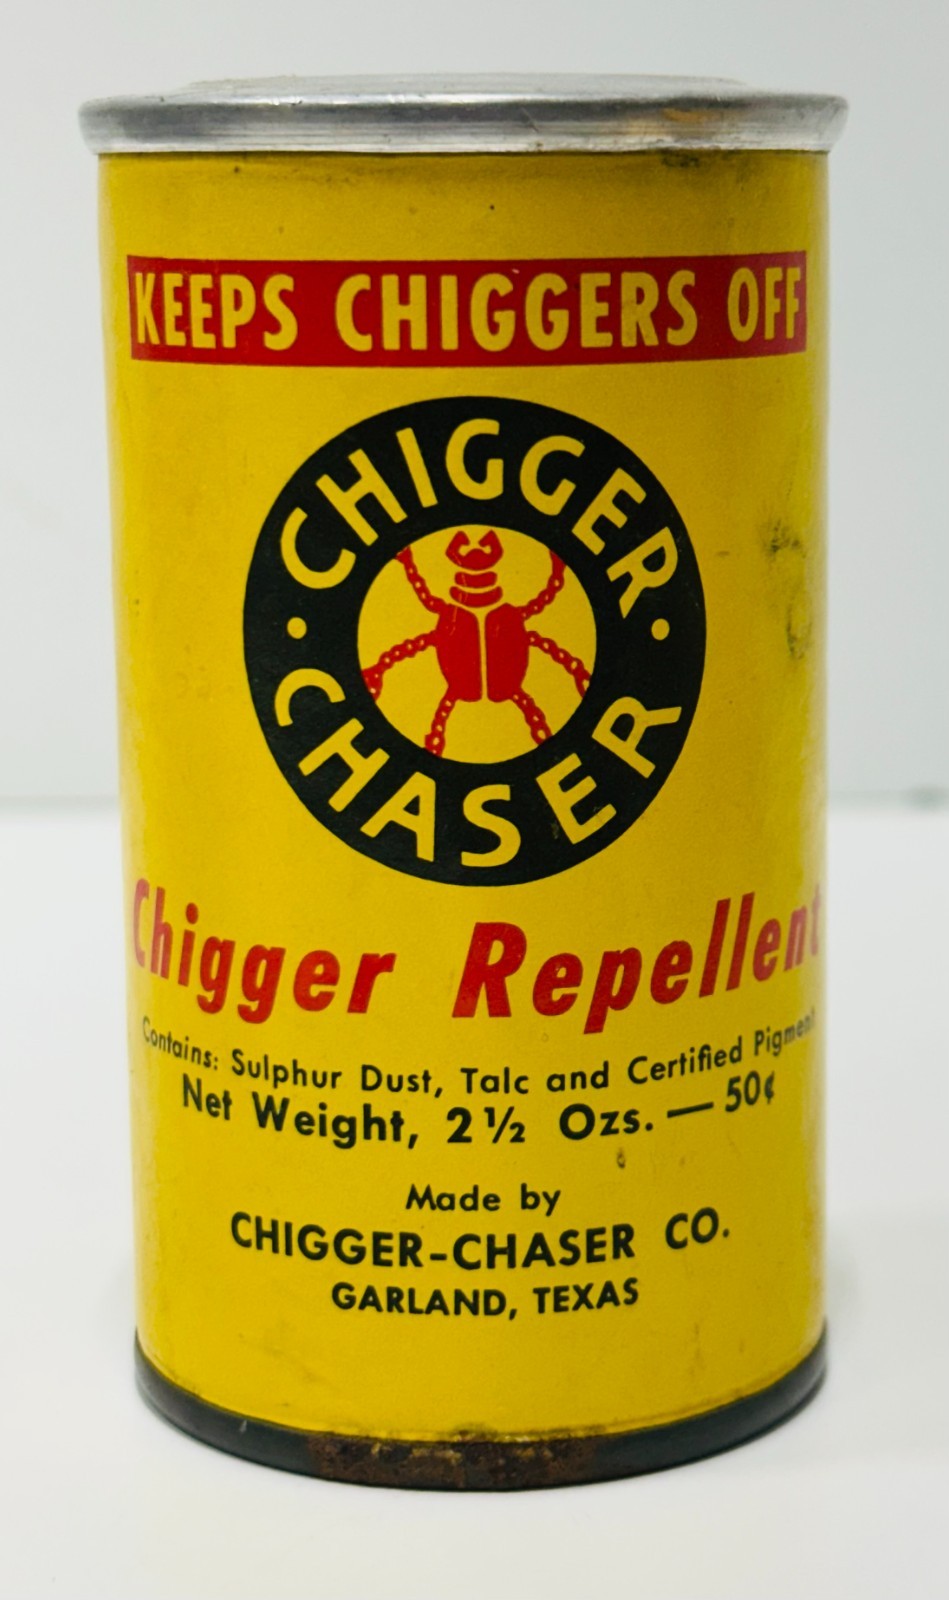 KEEPS CHIGGERS OFF
CHIGGER
· CHASER ·
Chigger Repellent
Contains: Sulphur Dust, Talc and Certified Pigment
Net Weight, 2½ Ozs. — 50¢
Made by
CHIGGER-CHASER CO.
GARLAND, TEXAS